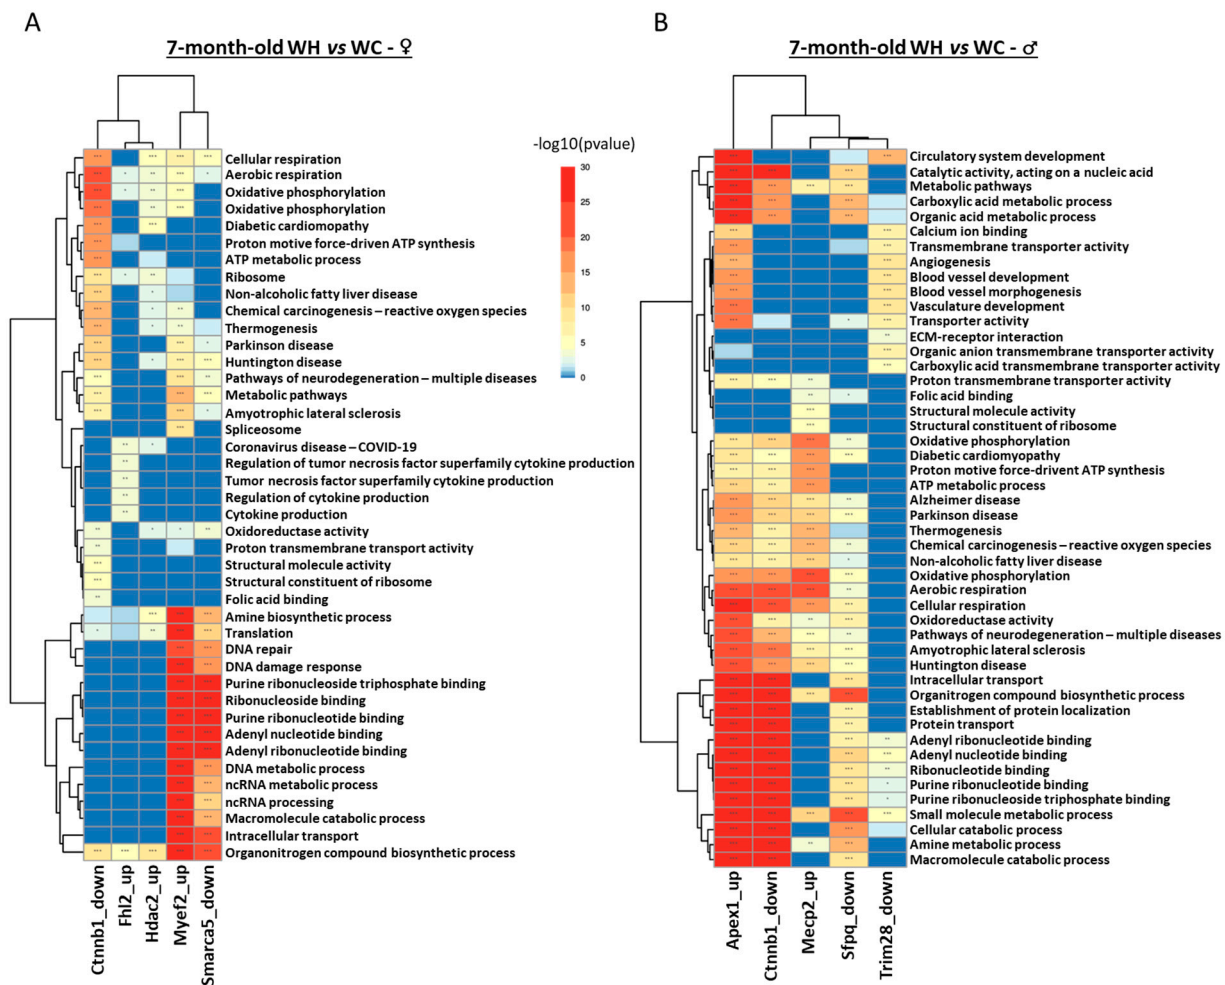 A
7-month-old WH vs WC - ♀
Cellular respiration
Aerobic respiration
Oxidative phosphorylation
Oxidative phosphorylation
Diabetic cardiomopathy
Proton motive force-driven ATP synthesis
ATP metabolic process
Ribosome
Non-alcoholic fatty liver disease
Chemical carcinogenesis – reactive oxygen species
Thermogenesis
Parkinson disease
Huntington disease
Pathways of neurodegeneration – multiple diseases
Metabolic pathways
Amyotrophic lateral sclerosis
Spliceosome
Coronavirus disease – COVID-19
Regulation of tumor necrosis factor superfamily cytokine production
Tumor necrosis factor superfamily cytokine production
Regulation of cytokine production
Cytokine production
Oxidoreductase activity
Proton transmembrane transport activity
Structural molecule activity
Structural constituent of ribosome
Folic acid binding
Amine biosynthetic process
Translation
DNA repair
DNA damage response
Purine ribonucleoside triphosphate binding
Ribonucleoside binding
Purine ribonucleotide binding
Adenyl nucleotide binding
Adenyl ribonucleotide binding
DNA metabolic process
ncRNA metabolic process
ncRNA processing
Macromolecule catabolic process
Intracellular transport
Organonitrogen compound biosynthetic process
Ctnnb1_down
Fhl2_up
Hdac2_up
Myef2_up
Smarca5_down
-log10(pvalue)
30
25
20
15
10
5
0
B
7-month-old WH vs WC - ♂
Circulatory system development
Catalytic activity, acting on a nucleic acid
Metabolic pathways
Carboxylic acid metabolic process
Organic acid metabolic process
Calcium ion binding
Transmembrane transporter activity
Angiogenesis
Blood vessel development
Blood vessel morphogenesis
Vasculature development
Transporter activity
ECM-receptor interaction
Organic anion transmembrane transporter activity
Carboxylic acid transmembrane transporter activity
Proton transmembrane transporter activity
Folic acid binding
Structural molecule activity
Structural constituent of ribosome
Oxidative phosphorylation
Diabetic cardiomyopathy
Proton motive force-drivent ATP synthesis
ATP metabolic process
Alzheimer disease
Parkinson disease
Thermogenesis
Chemical carcinogenesis – reactive oxygen species
Non-alcoholic fatty liver disease
Oxidative phosphorylation
Aerobic respiration
Cellular respiration
Oxidoreductase activity
Pathways of neurodegeneration – multiple diseases
Amyotrophic lateral sclerosis
Huntington disease
Intracellular transport
Organitrogen compound biosynthetic process
Establishment of protein localization
Protein transport
Adenyl ribonucleotide binding
Adenyl nucleotide binding
Ribonucleotide binding
Purine ribonucleotide binding
Purine ribonucleoside triphosphate binding
Small molecule metabolic process
Cellular catabolic process
Amine metabolic process
Macromolecule catabolic process
Apex1_up
Ctnnb1_down
Mecp2_up
Sfpq_down
Trim28_down